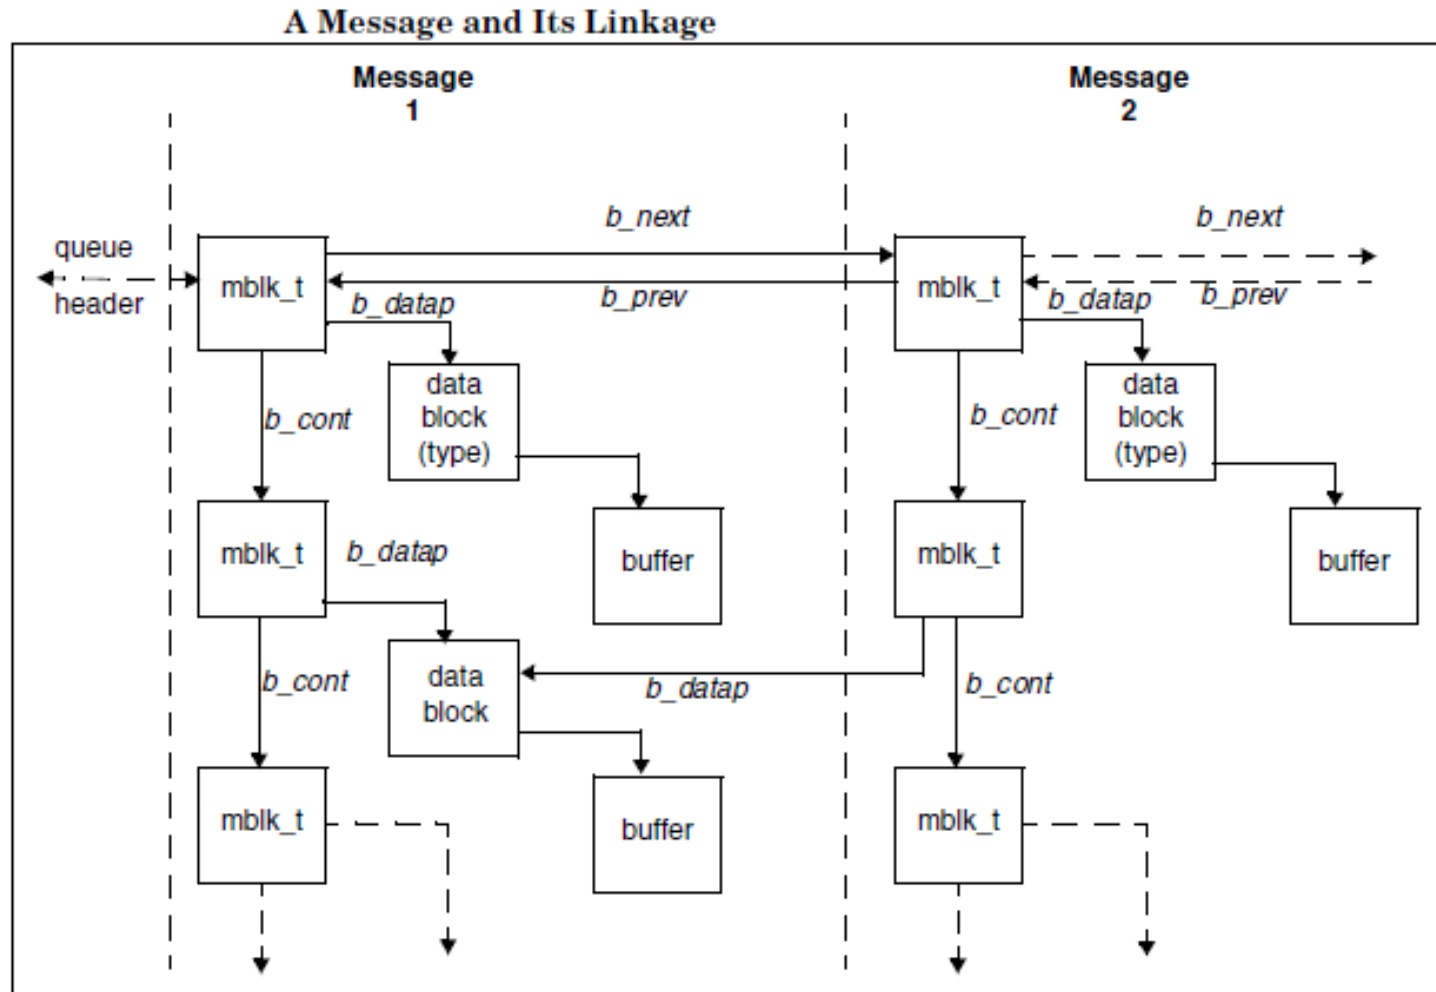 A Message and Its Linkage
Message
1
Message
2
b_next
b_next
queue
header
mblk_t
b_datap
b_prev
mblk_t
b_datap
b_prev
data
block
(type)
data
block
(type)
b_cont
b_cont
mblk_t
b_datap
buffer
mblk_t
buffer
b_cont
data
block
b_datap
b_cont
mblk_t
buffer
mblk_t